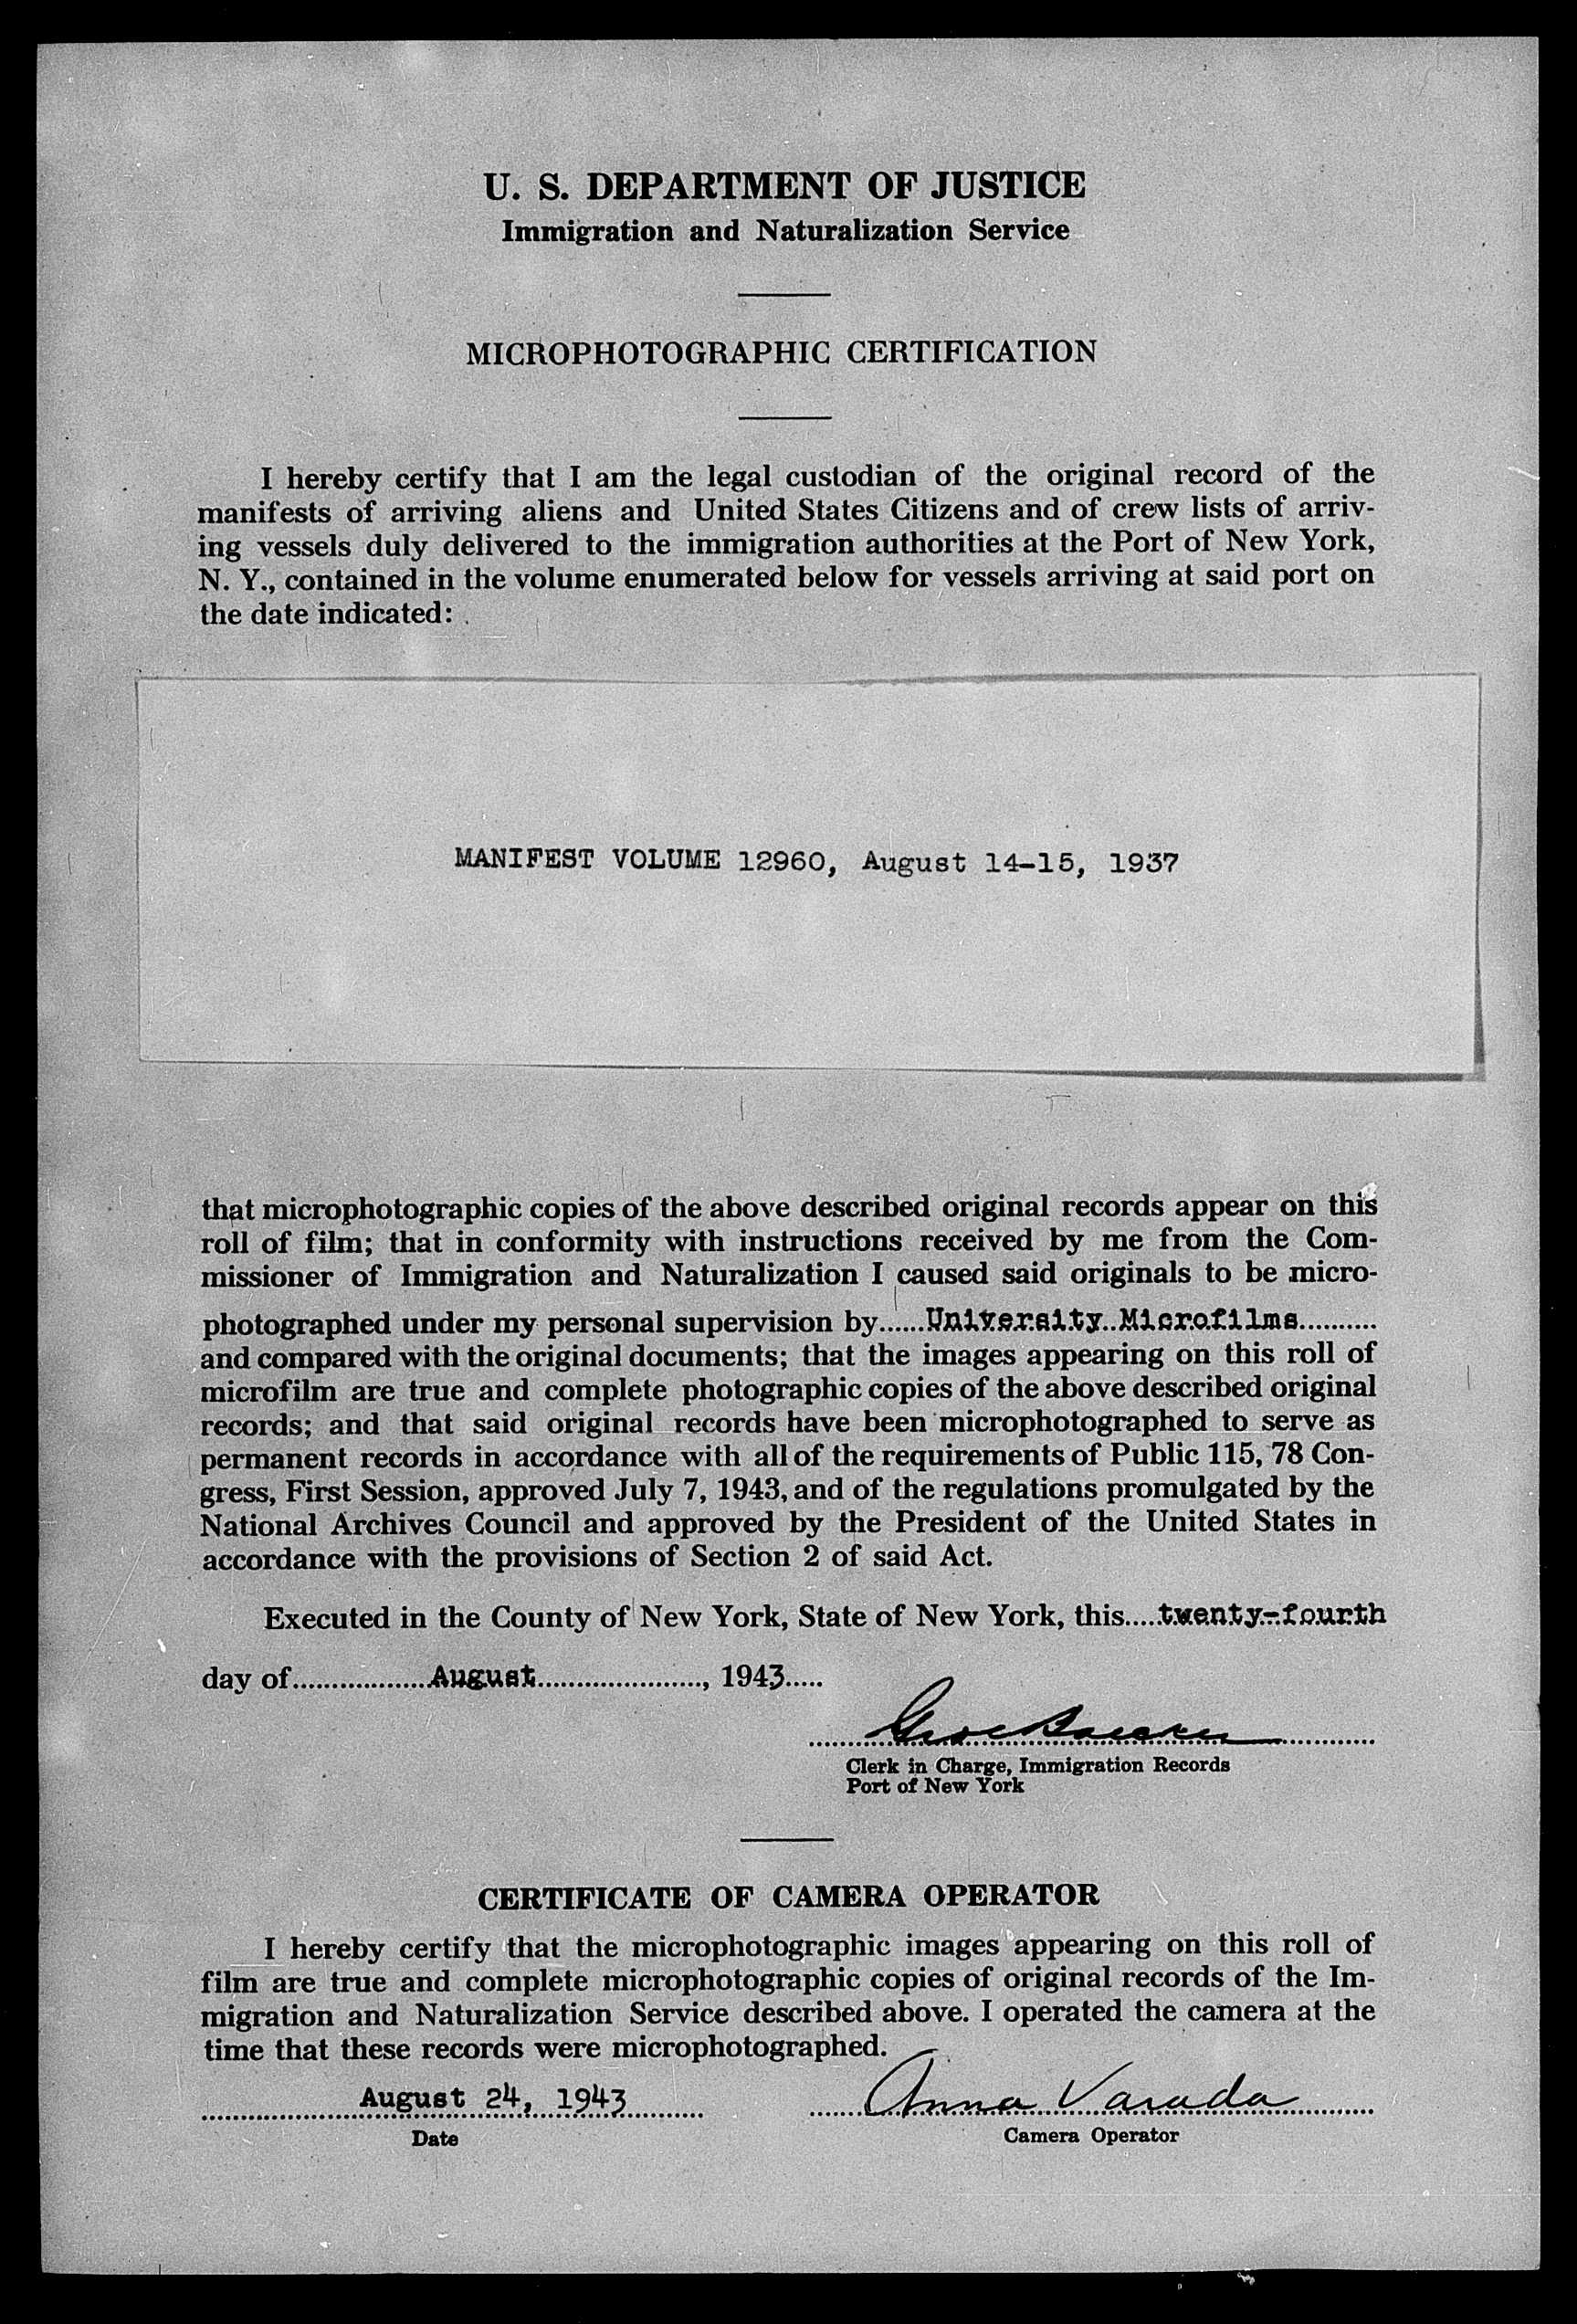 U. S. DEPARTMENT OF JUSTICE
Immigration and Naturalization Service
MICROPHOTOGRAPHIC CERTIFICATION
I hereby certify that I am the legal custodian of the original record of the
manifests of arriving aliens and United States Citizens and of crew lists of arriv-
ing vessels duly delivered to the immigration authorities at the Port of New York,
N. Y., contained in the volume enumerated below for vessels arriving at said port on
the date indicated:
MANIFEST VOLUME 12960, August 14-15, 1937
that microphotographic copies of the above described original records appear on this
roll of film; that in conformity with instructions received by me from the Com-
missioner of Immigration and Naturalization I caused said originals to be micro-
photographed under my personal supervision by......University Microfilms..........
and compared with the original documents; that the images appearing on this roll of
microfilm are true and complete photographic copies of the above described original
records; and that said original records have been microphotographed to serve as
permanent records in accordance with all of the requirements of Public 115, 78 Con-
gress, First Session, approved July 7, 1943, and of the regulations promulgated by the
National Archives Council and approved by the President of the United States in
accordance with the provisions of Section 2 of said Act.
Executed in the County of New York, State of New York, this....twenty-fourth
day of..................August......................, 1943.....
Clerk in Charge, Immigration Records
Port of New York
CERTIFICATE OF CAMERA OPERATOR
I hereby certify that the microphotographic images appearing on this roll of
film are true and complete microphotographic copies of original records of the Im-
migration and Naturalization Service described above. I operated the camera at the
time that these records were microphotographed.
August 24, 1943 Anna Varada
Date Camera Operator